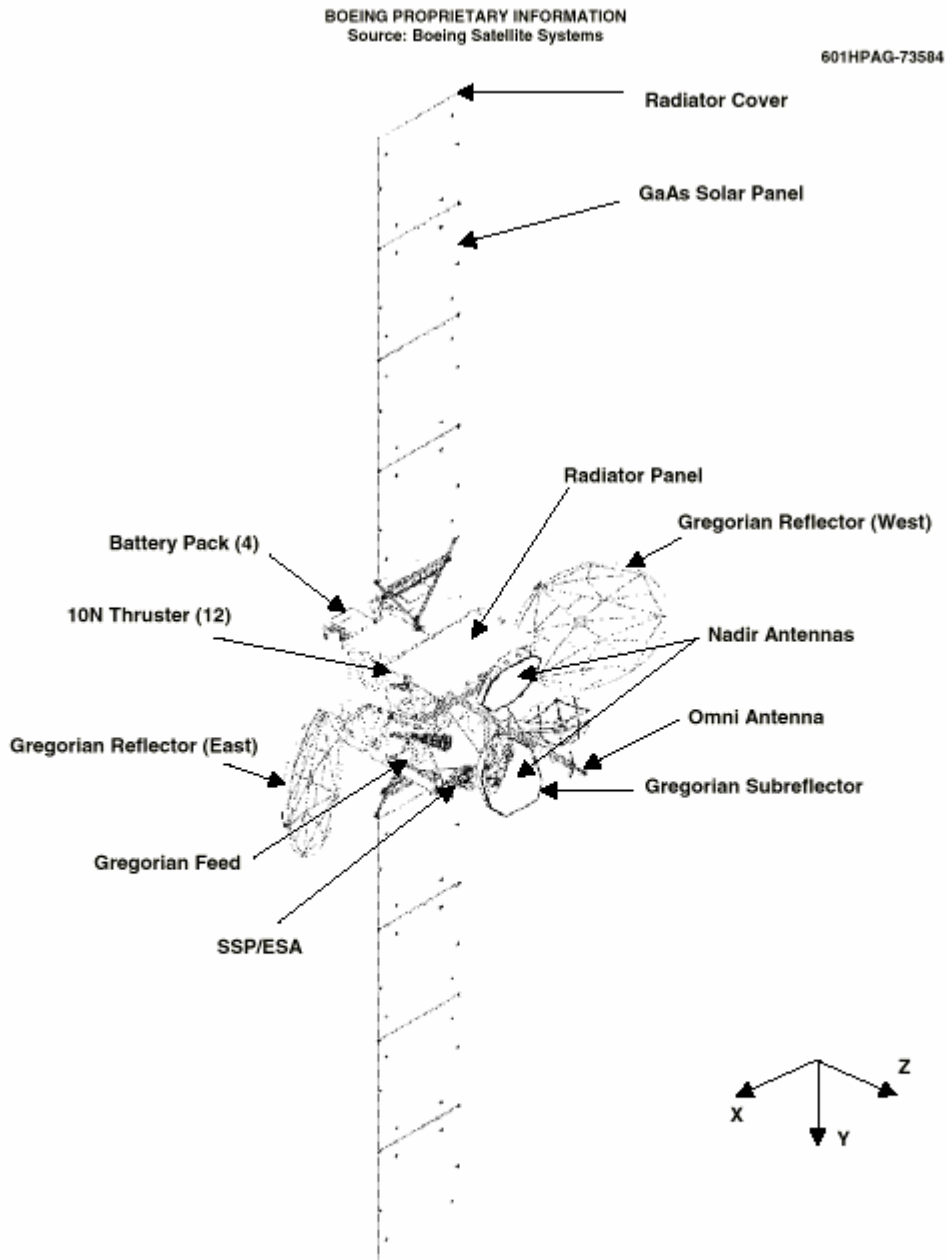 BOEING PROPRIETARY INFORMATION
Source: Boeing Satellite Systems
601HPAG-73584
Radiator Cover
GaAs Solar Panel
Radiator Panel
Gregorian Reflector (West)
Battery Pack (4)
10N Thruster (12)
Nadir Antennas
Omni Antenna
Gregorian Reflector (East)
Gregorian Subreflector
Gregorian Feed
SSP/ESA
Z
X
Y